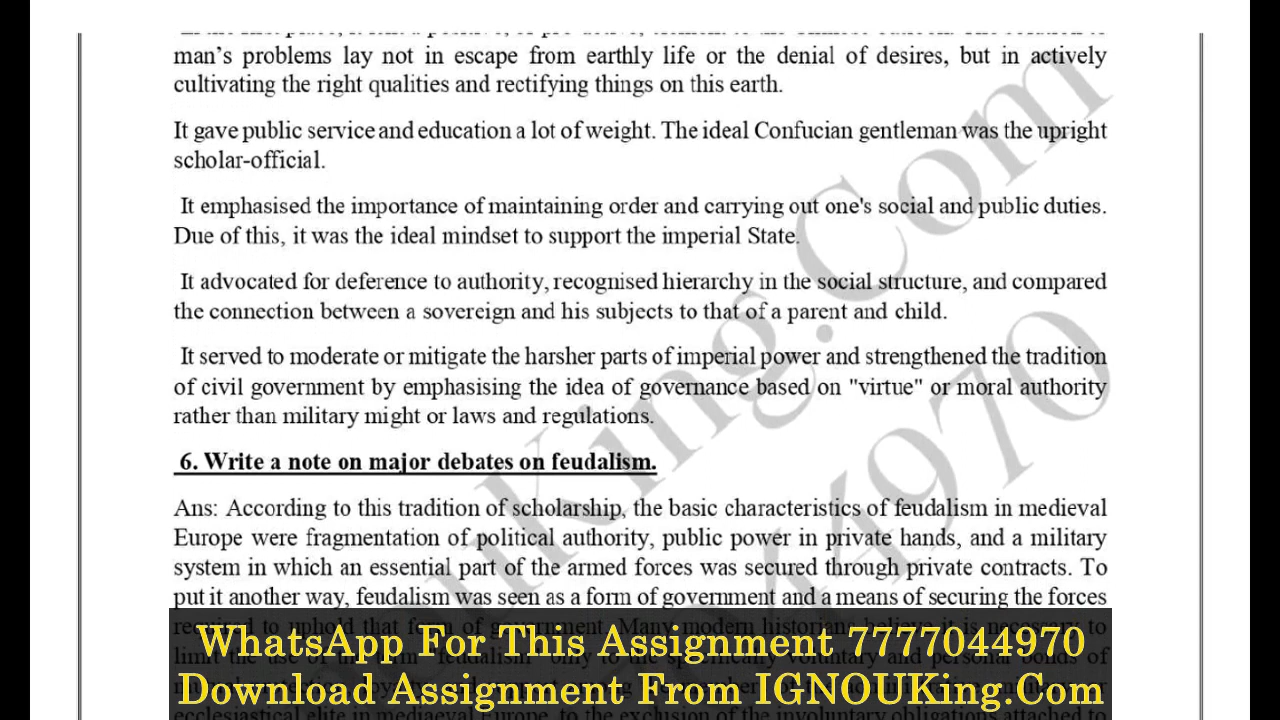 man's problems lay not in escape from earthly life or the denial of desires, but in actively
cultivating the right qualities and rectifying things on this earth.
It gave public service and education a lot of weight. The ideal Confucian gentleman was the upright
scholar-official.
It emphasised the importance of maintaining order and carrying out one's social and public duties.
Due of this, it was the ideal mindset to support the imperial State.
It advocated for deference to authority, recognised hierarchy in the social structure, and compared
the connection between a sovereign and his subjects to that of a parent and child.
It served to moderate or mitigate the harsher parts of imperial power and strengthened the tradition
of civil government by emphasising the idea of governance based on "virtue" or moral authority
rather than military might or laws and regulations.
6. Write a note on major debates on feudalism.
Ans: According to this tradition of scholarship, the basic characteristics of feudalism in medieval
Europe were fragmentation of political authority, public power in private hands, and a military
system in which an essential part of the armed forces was secured through private contracts. To
put it another way, feudalism was seen as a form of government and a means of securing the forces
WhatsApp For This Assignment 7777044970
Download Assignment From IGNOUKing.Com